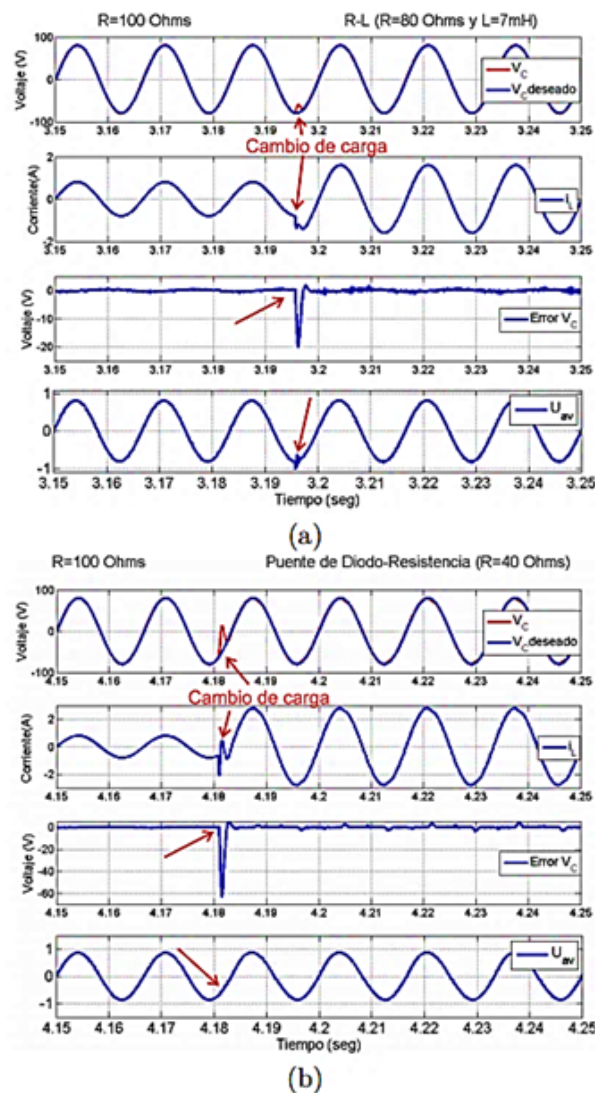 R=100 Ohms R-L (R=80 Ohms y L=7mH)
Voltaje (V)
100
0
-100
V_C
V_C deseado
3.15 3.16 3.17 3.18 3.19 3.2 3.21 3.22 3.23 3.24 3.25
Cambio de carga
Corriente(A)
2
0
2
i_L
3.15 3.16 3.17 3.18 3.19 3.2 3.21 3.22 3.23 3.24 3.25
Voltaje (V)
0
-10
-20
Error V_C
3.15 3.16 3.17 3.18 3.19 3.2 3.21 3.22 3.23 3.24 3.25
1
0
-1
U_av
3.15 3.16 3.17 3.18 3.19 3.2 3.21 3.22 3.23 3.24 3.25
Tiempo (seg)
(a)
R=100 Ohms Puente de Diodo-Resistencia (R=40 Ohms)
Voltaje (V)
100
0
-100
V_C
V_C deseado
4.15 4.16 4.17 4.18 4.19 4.2 4.21 4.22 4.23 4.24 4.25
Cambio de carga
Corriente(A)
2
0
-2
i_L
4.15 4.16 4.17 4.18 4.19 4.2 4.21 4.22 4.23 4.24 4.25
Voltaje (V)
0
-20
-40
-60
Error V_C
4.15 4.16 4.17 4.18 4.19 4.2 4.21 4.22 4.23 4.24 4.25
1
0
-1
U_av
4.15 4.16 4.17 4.18 4.19 4.2 4.21 4.22 4.23 4.24 4.25
Tiempo (seg)
(b)